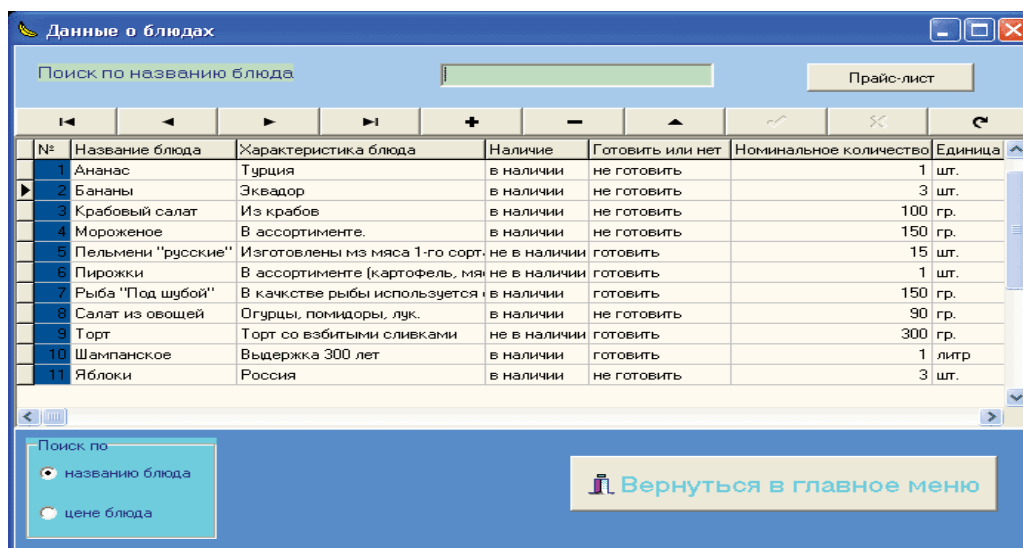 Данные о блюдах
Поиск по названию блюда Прайс-лист
№ Название блюда Характеристика блюда Наличие Готовить или нет Номинальное количество Единица
1 Ананас Турция в наличии не готовить 1 шт.
2 Бананы Эквадор в наличии не готовить 3 шт.
3 Крабовый салат Из крабов в наличии не готовить 100 гр.
4 Мороженое В ассортименте. в наличии не готовить 150 гр.
5 Пельмени "русские" Изготовлены мз мяса 1-го сорт. не в наличии готовить 15 шт.
6 Пирожки В ассортименте (картофель, мя не в наличии готовить 1 шт.
7 Рыба "Под шубой" В качкстве рыбы используется в наличии готовить 150 гр.
8 Салат из овощей Огурцы, помидоры, лук. в наличии готовить 90 гр.
9 Торт Торт со взбитыми сливками не в наличии готовить 300 гр.
10 Шампанское Выдержка 300 лет в наличии готовить 1 литр
11 Яблоки Россия в наличии не готовить 3 шт.
Поиск по
названию блюда
Вернуться в главное меню
цене блюда